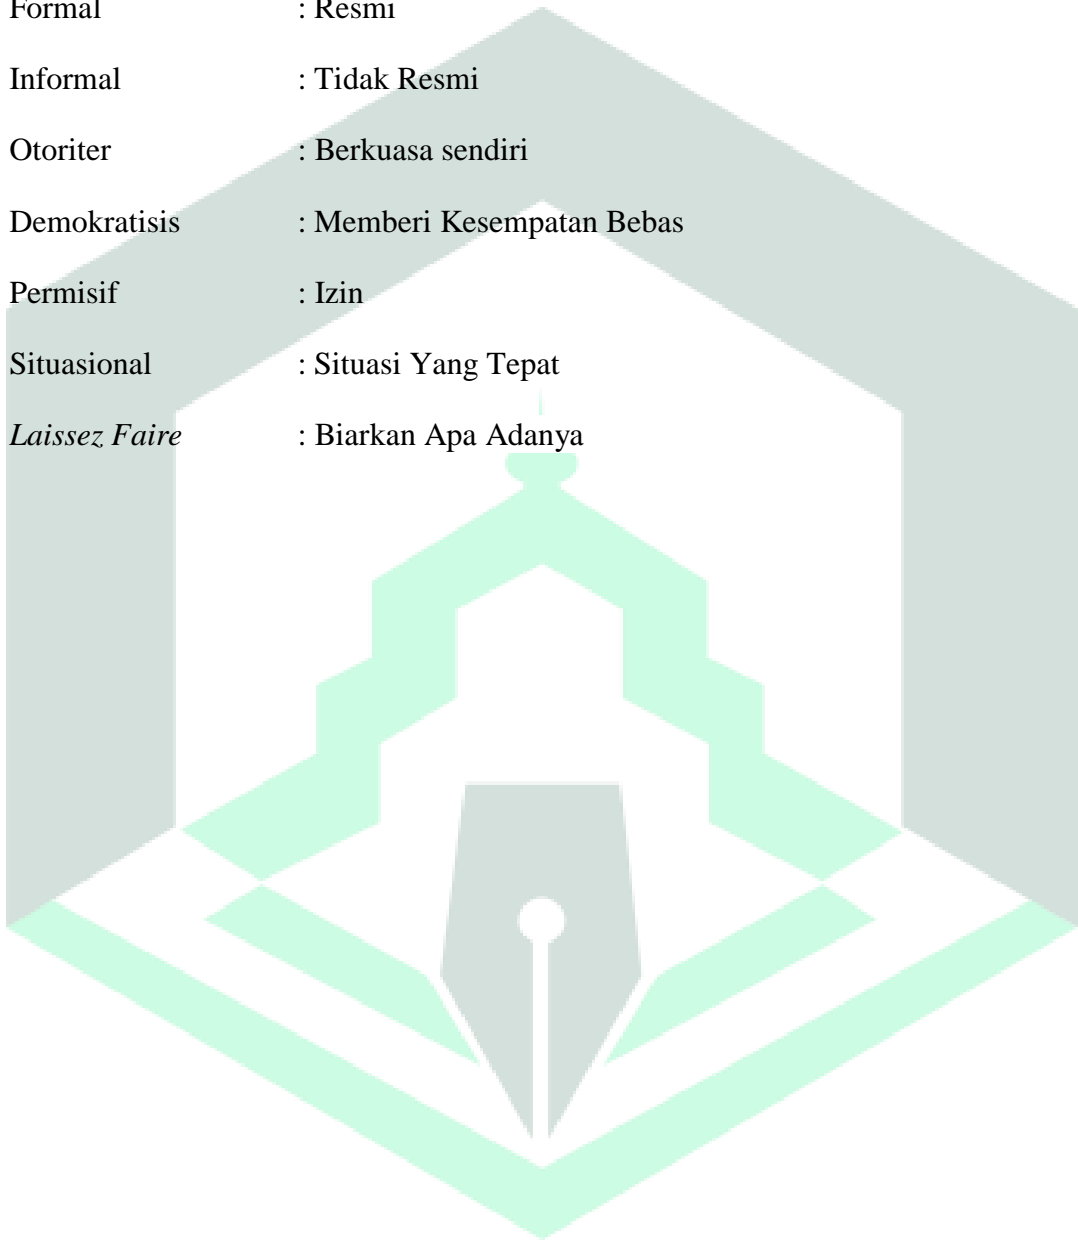 Formal : Resmi
Informal : Tidak Resmi
Otoriter : Berkuasa sendiri
Demokratisis : Memberi Kesempatan Bebas
Permisif : Izin
Situasional : Situasi Yang Tepat
Laissez Faire : Biarkan Apa Adanya